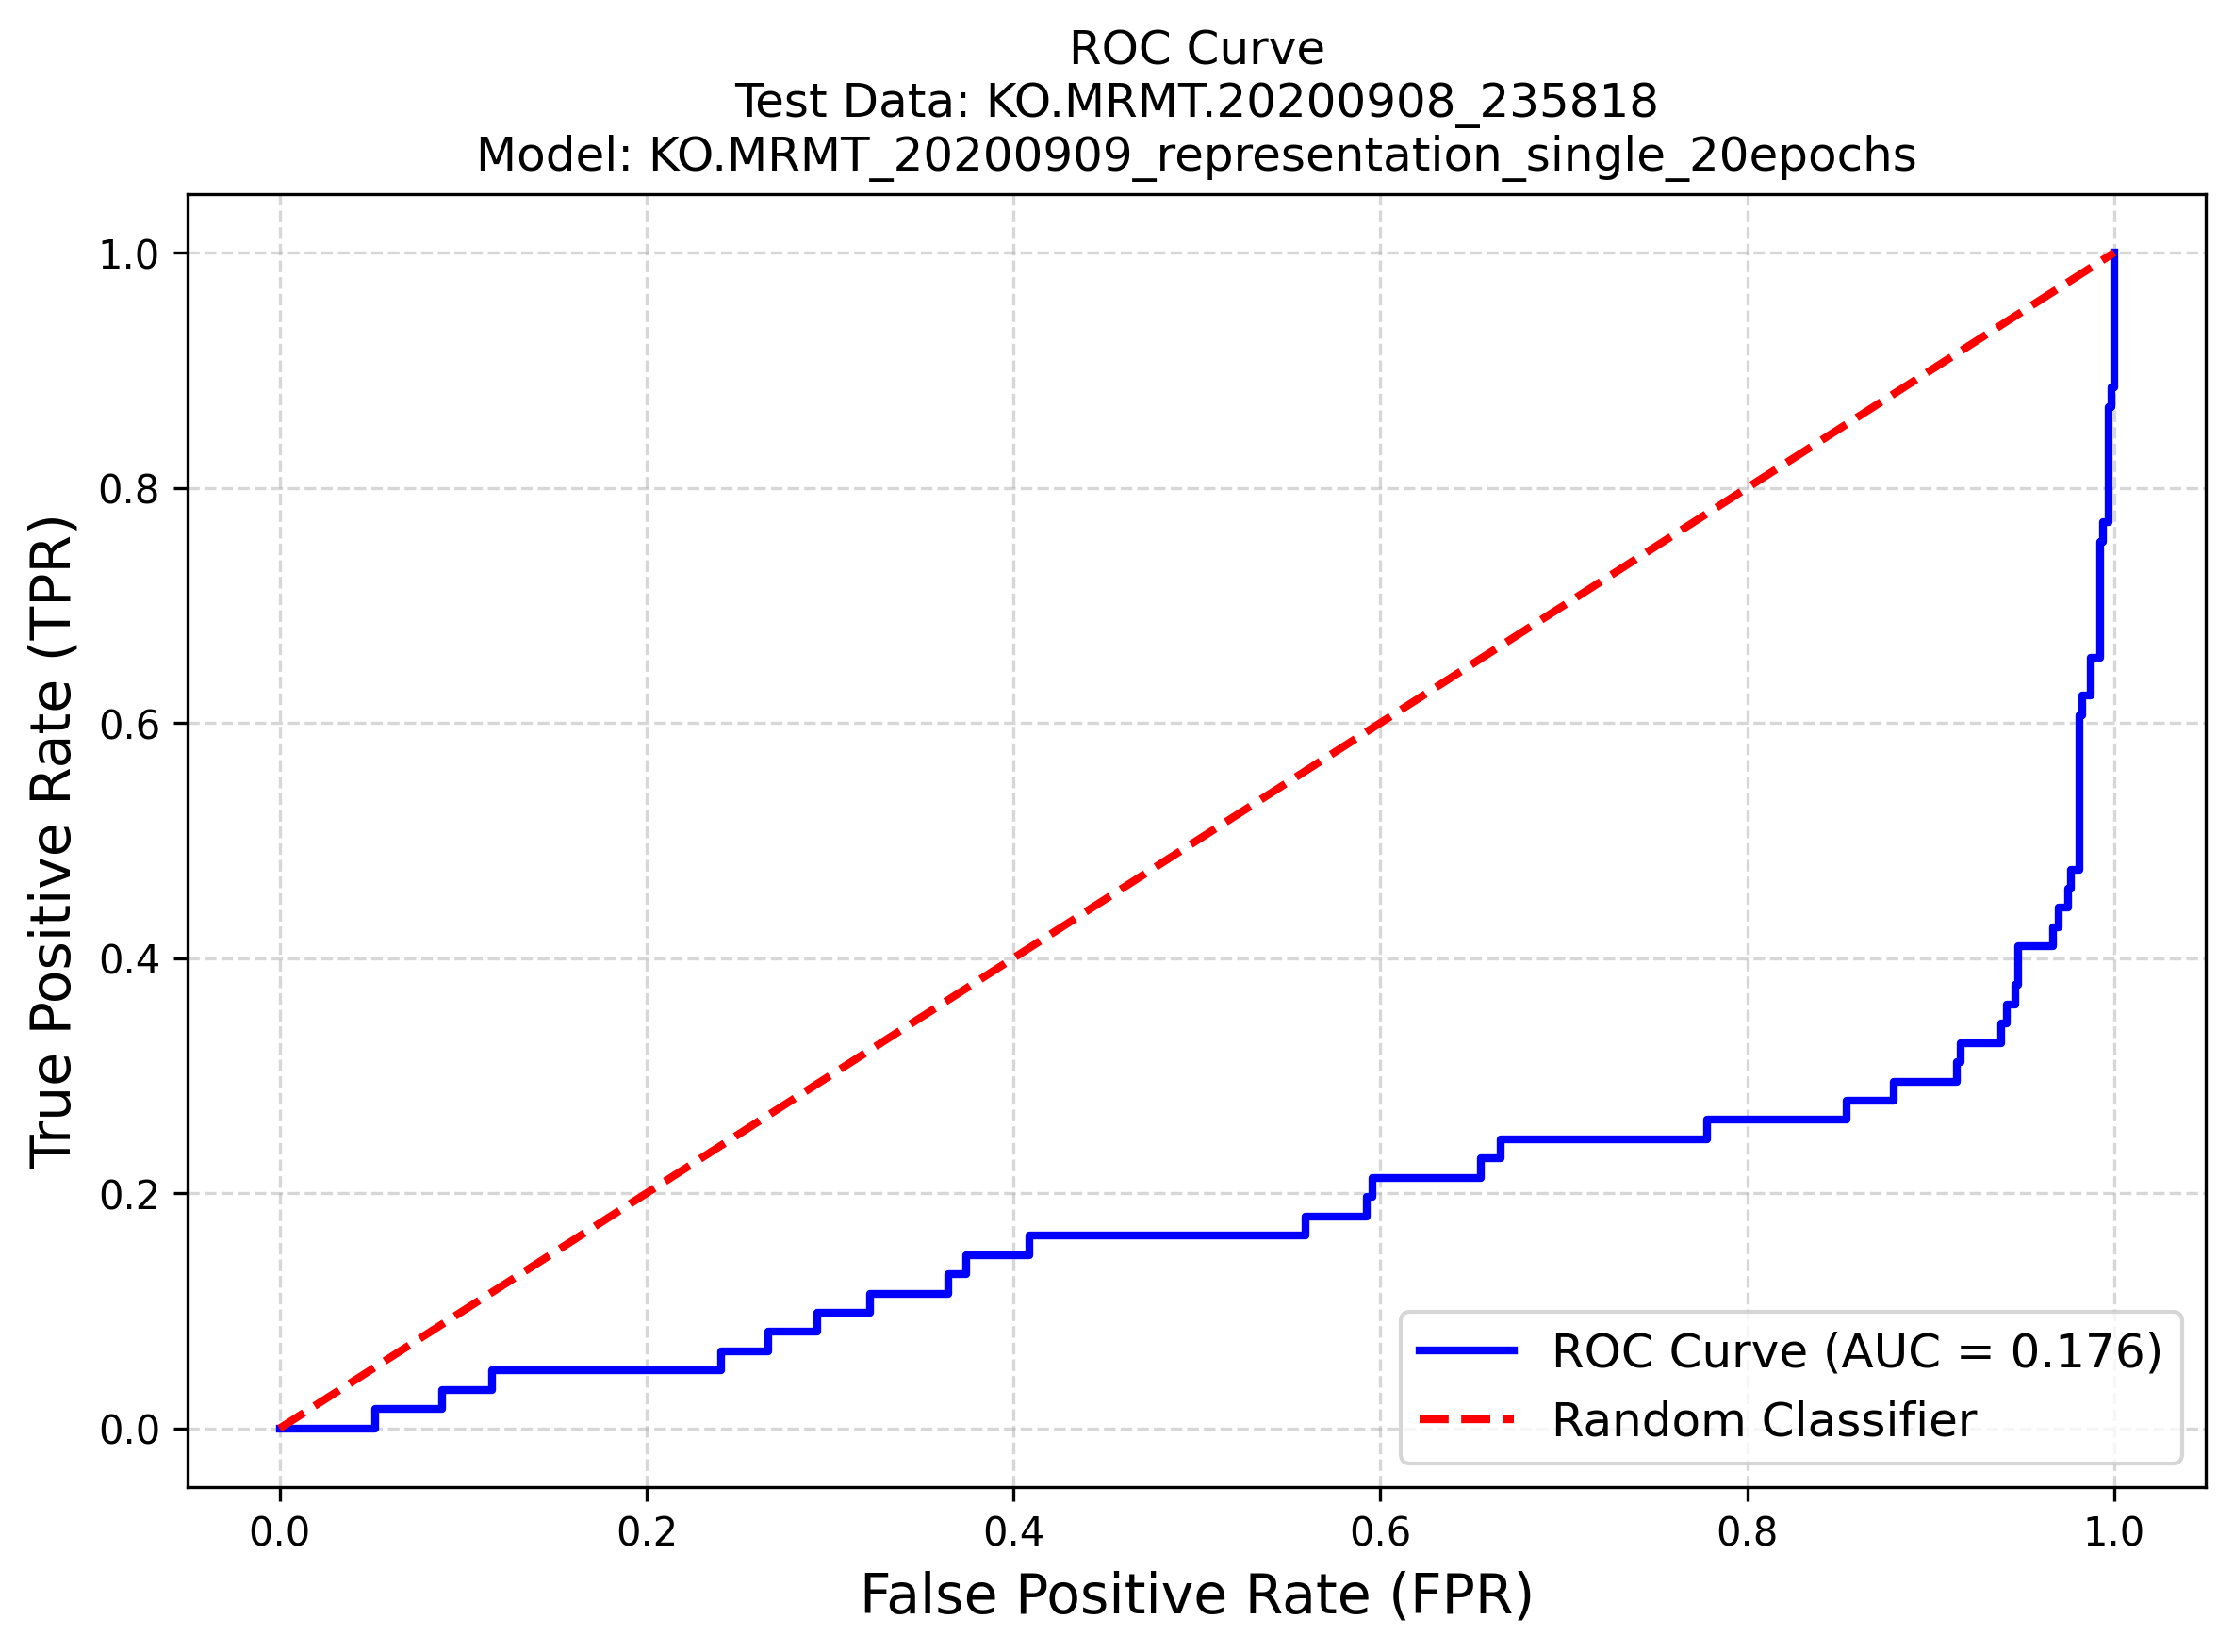 ROC Curve
Test Data: KO.MRMT.20200908_235818
Model: KO.MRMT_20200909_representation_single_20epochs
True Positive Rate (TPR)
1.0
0.8
0.6
0.4
0.2
0.0
ROC Curve (AUC = 0.176)
Random Classifier
0.0 0.2 0.4 0.6 0.8 1.0
False Positive Rate (FPR)